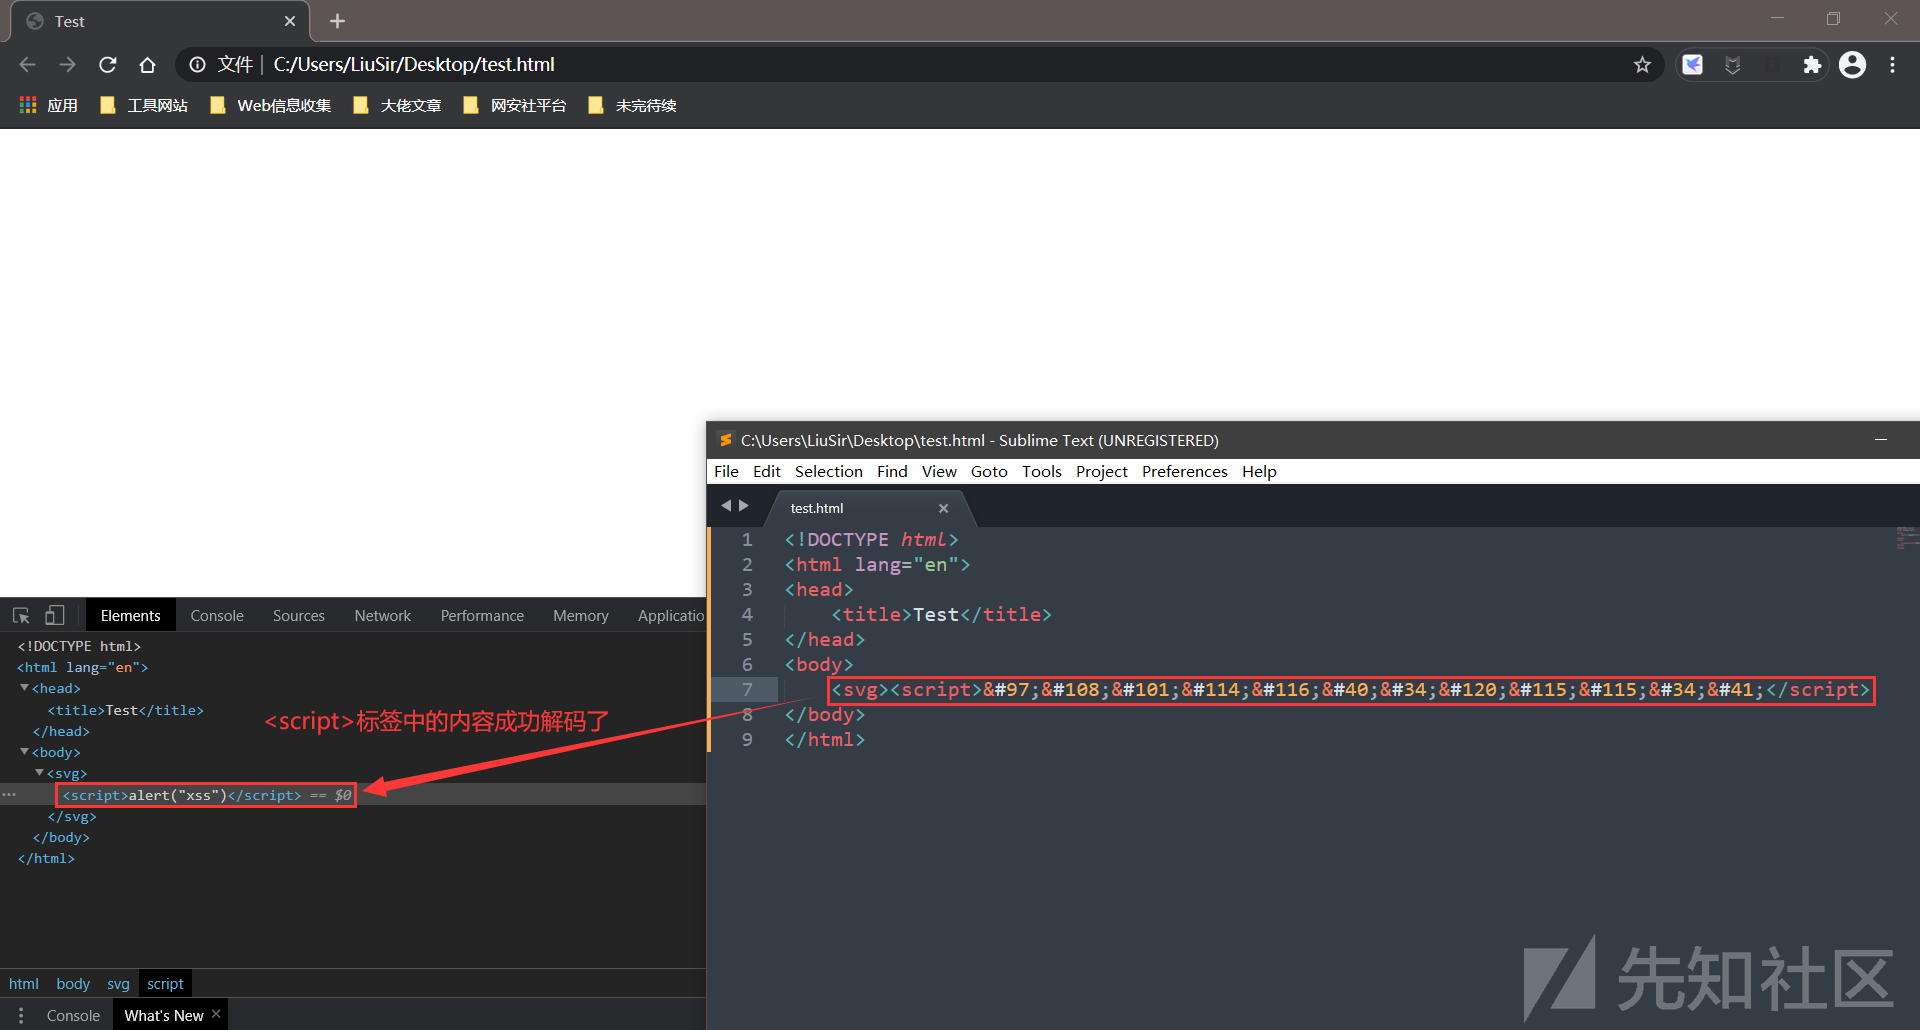 Test
文件 | C:/Users/LiuSir/Desktop/test.html
应用 工具网站 Web信息收集 大佬文章 网安社平台 未完待续
C:\Users\LiuSir\Desktop\test.html - Sublime Text (UNREGISTERED)
File Edit Selection Find View Goto Tools Project Preferences Help
test.html
1 <!DOCTYPE html>
2 <html lang="en">
3 <head>
4 <title>Test</title>
5 </head>
6 <body>
7 <svg><script>&#97;&#108;&#101;&#114;&#116;&#40;&#34;&#120;&#115;&#115;&#34;&#41;</script>
8 </body>
9 </html>
Elements Console Sources Network Performance Memory Applicatio
<!DOCTYPE html>
<html lang="en">
<head>
<title>Test</title>
</head>
<body>
<svg>
<script>alert("xss")</script> == $0
</svg>
</body>
</html>
<script>标签中的内容成功解码了
html body svg script
Console What's New
先知社区